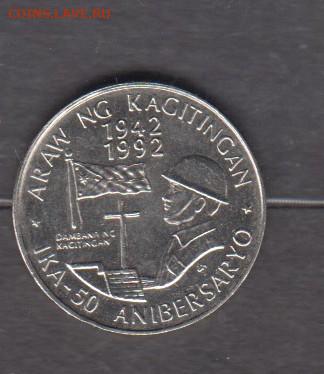 COINS.LAVE.RU
ARAW NG KAGITINGAN
1942
1992
DAMBANA NG
KAGITINGAN
IKA-50 ANIBERSARYO